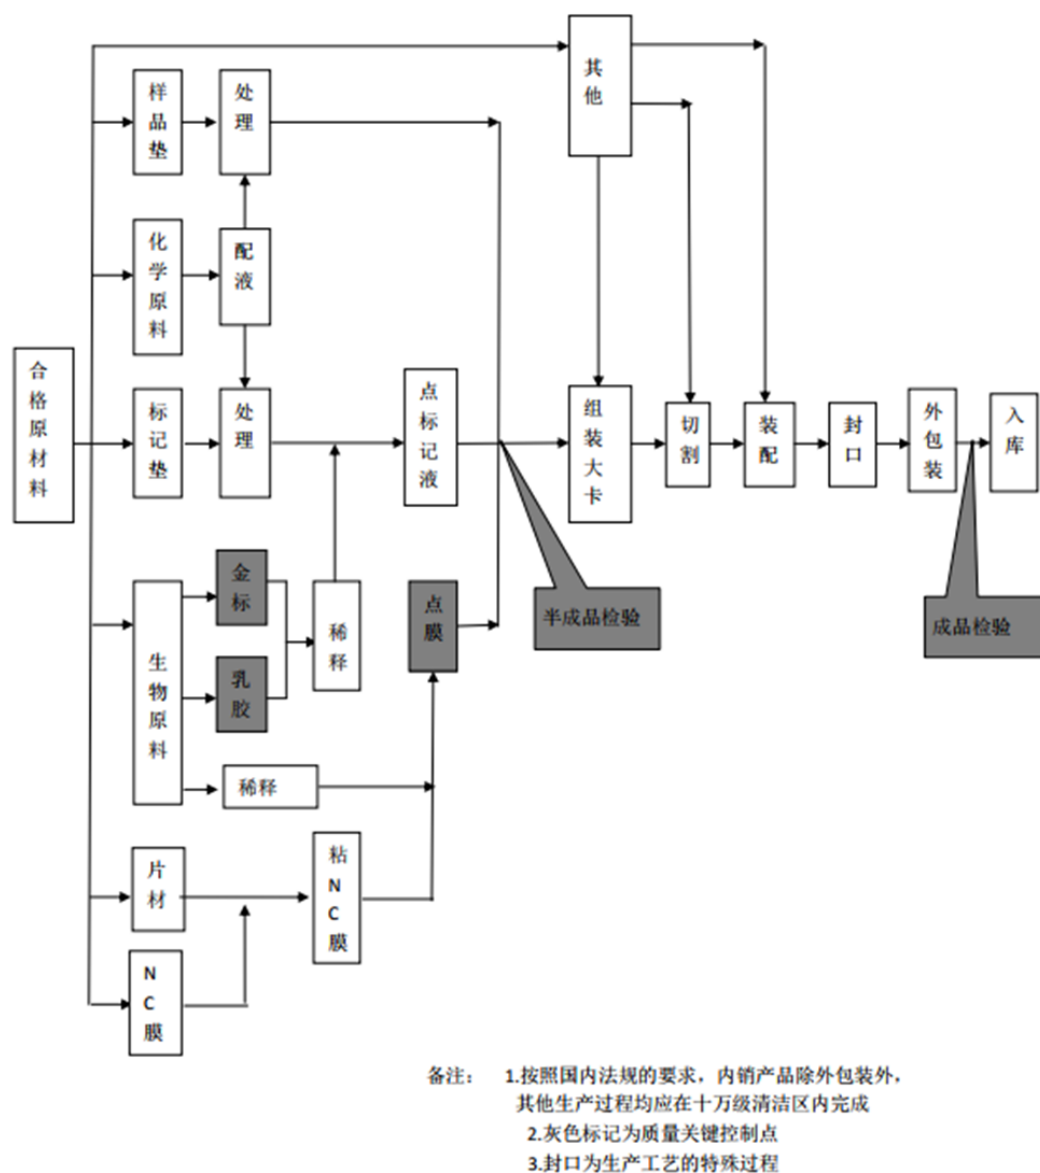 其他
样品垫
处理
化学原料
配液
合格原材料
标记垫
处理
点标记液
组装大卡
切割
装配
封口
外包装
入库
生物原料
金标
乳胶
稀释
点膜
半成品检验
成品检验
稀释
片材
粘NC膜
NC膜
备注： 1.按照国内法规的要求，内销产品除外包装外，
其他生产过程均应在十万级清洁区内完成
2.灰色标记为质量关键控制点
3.封口为生产工艺的特殊过程